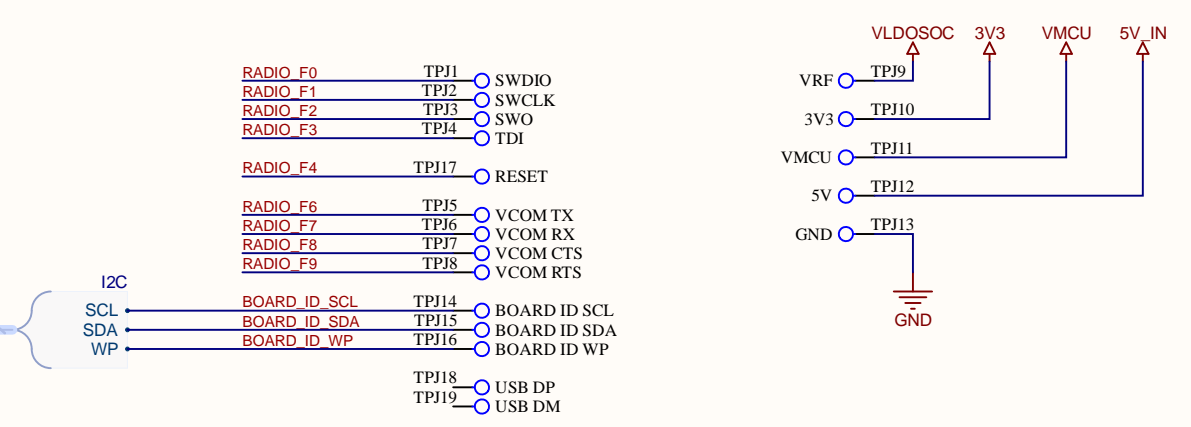 VLDOSOC 3V3 VMCU 5V_IN
RADIO_F0 TPJ1 SWDIO
RADIO_F1 TPJ2 SWCLK
RADIO_F2 TPJ3 SWO
RADIO_F3 TPJ4 TDI
RADIO_F4 TPJ17 RESET
RADIO_F6 TPJ5 VCOM TX
RADIO_F7 TPJ6 VCOM RX
RADIO_F8 TPJ7 VCOM CTS
RADIO_F9 TPJ8 VCOM RTS
I2C
SCL BOARD_ID_SCL TPJ14 BOARD ID SCL
SDA BOARD_ID_SDA TPJ15 BOARD ID SDA
WP BOARD_ID_WP TPJ16 BOARD ID WP
TPJ18 USB DP
TPJ19 USB DM
VRF TPJ9
3V3 TPJ10
VMCU TPJ11
5V TPJ12
GND TPJ13
GND